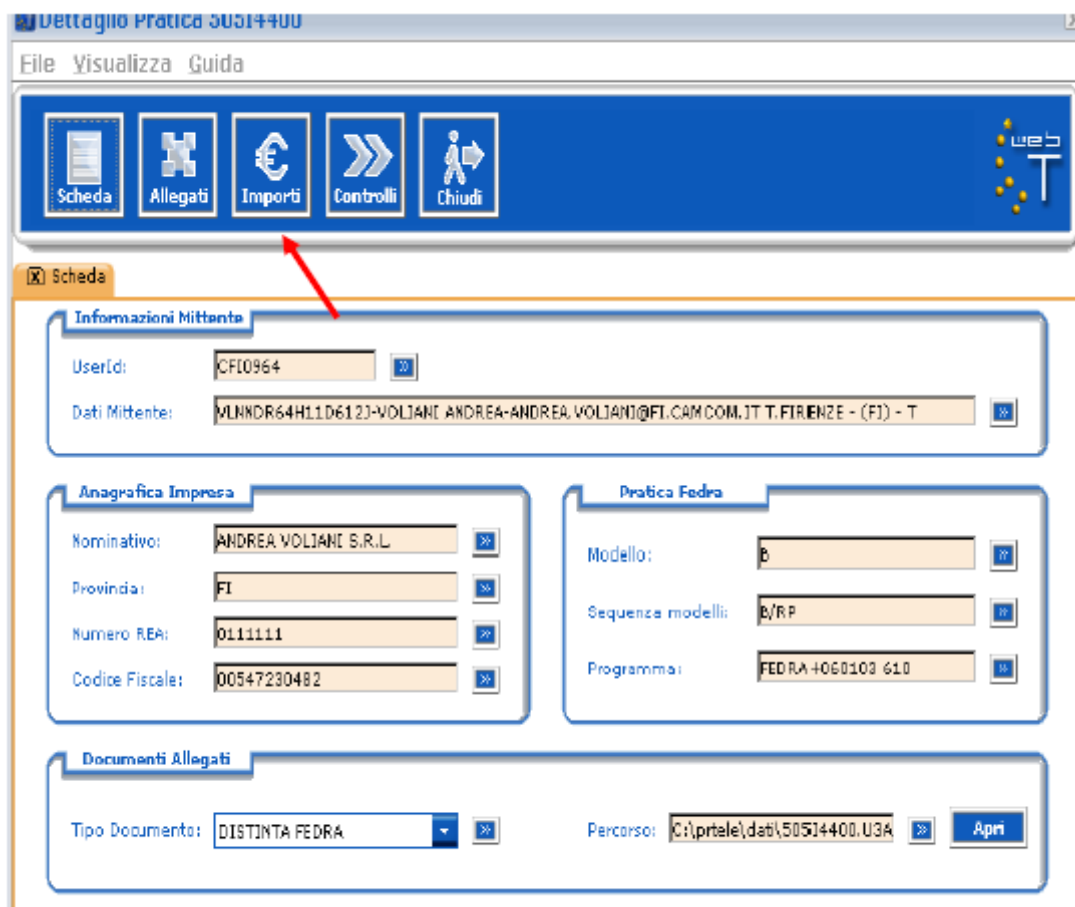 Dettaglio Pratica 505I4400
File Visualizza Guida
Scheda Allegati Importi Controlli Chiudi
web T
Scheda
Informazioni Mittente
UserId: CFI0964
Dati Mittente: VLNNDR64H11D612J-VOLIANI ANDREA-ANDREA.VOLIANI@FI.CAMCOM.IT T.FIRENZE - (FI) - T
Anagrafica Impresa
Nominativo: ANDREA VOLIANI S.R.L.
Provincia: FI
Numero REA: 0111111
Codice Fiscale: 00547230482
Pratica Fedra
Modello: B
Sequenza modelli: B/RP
Programma: FEDRA+060103 610
Documenti Allegati
Tipo Documento: DISTINTA FEDRA Percorso: C:\prtele\dati\505I4400.U3A Apri